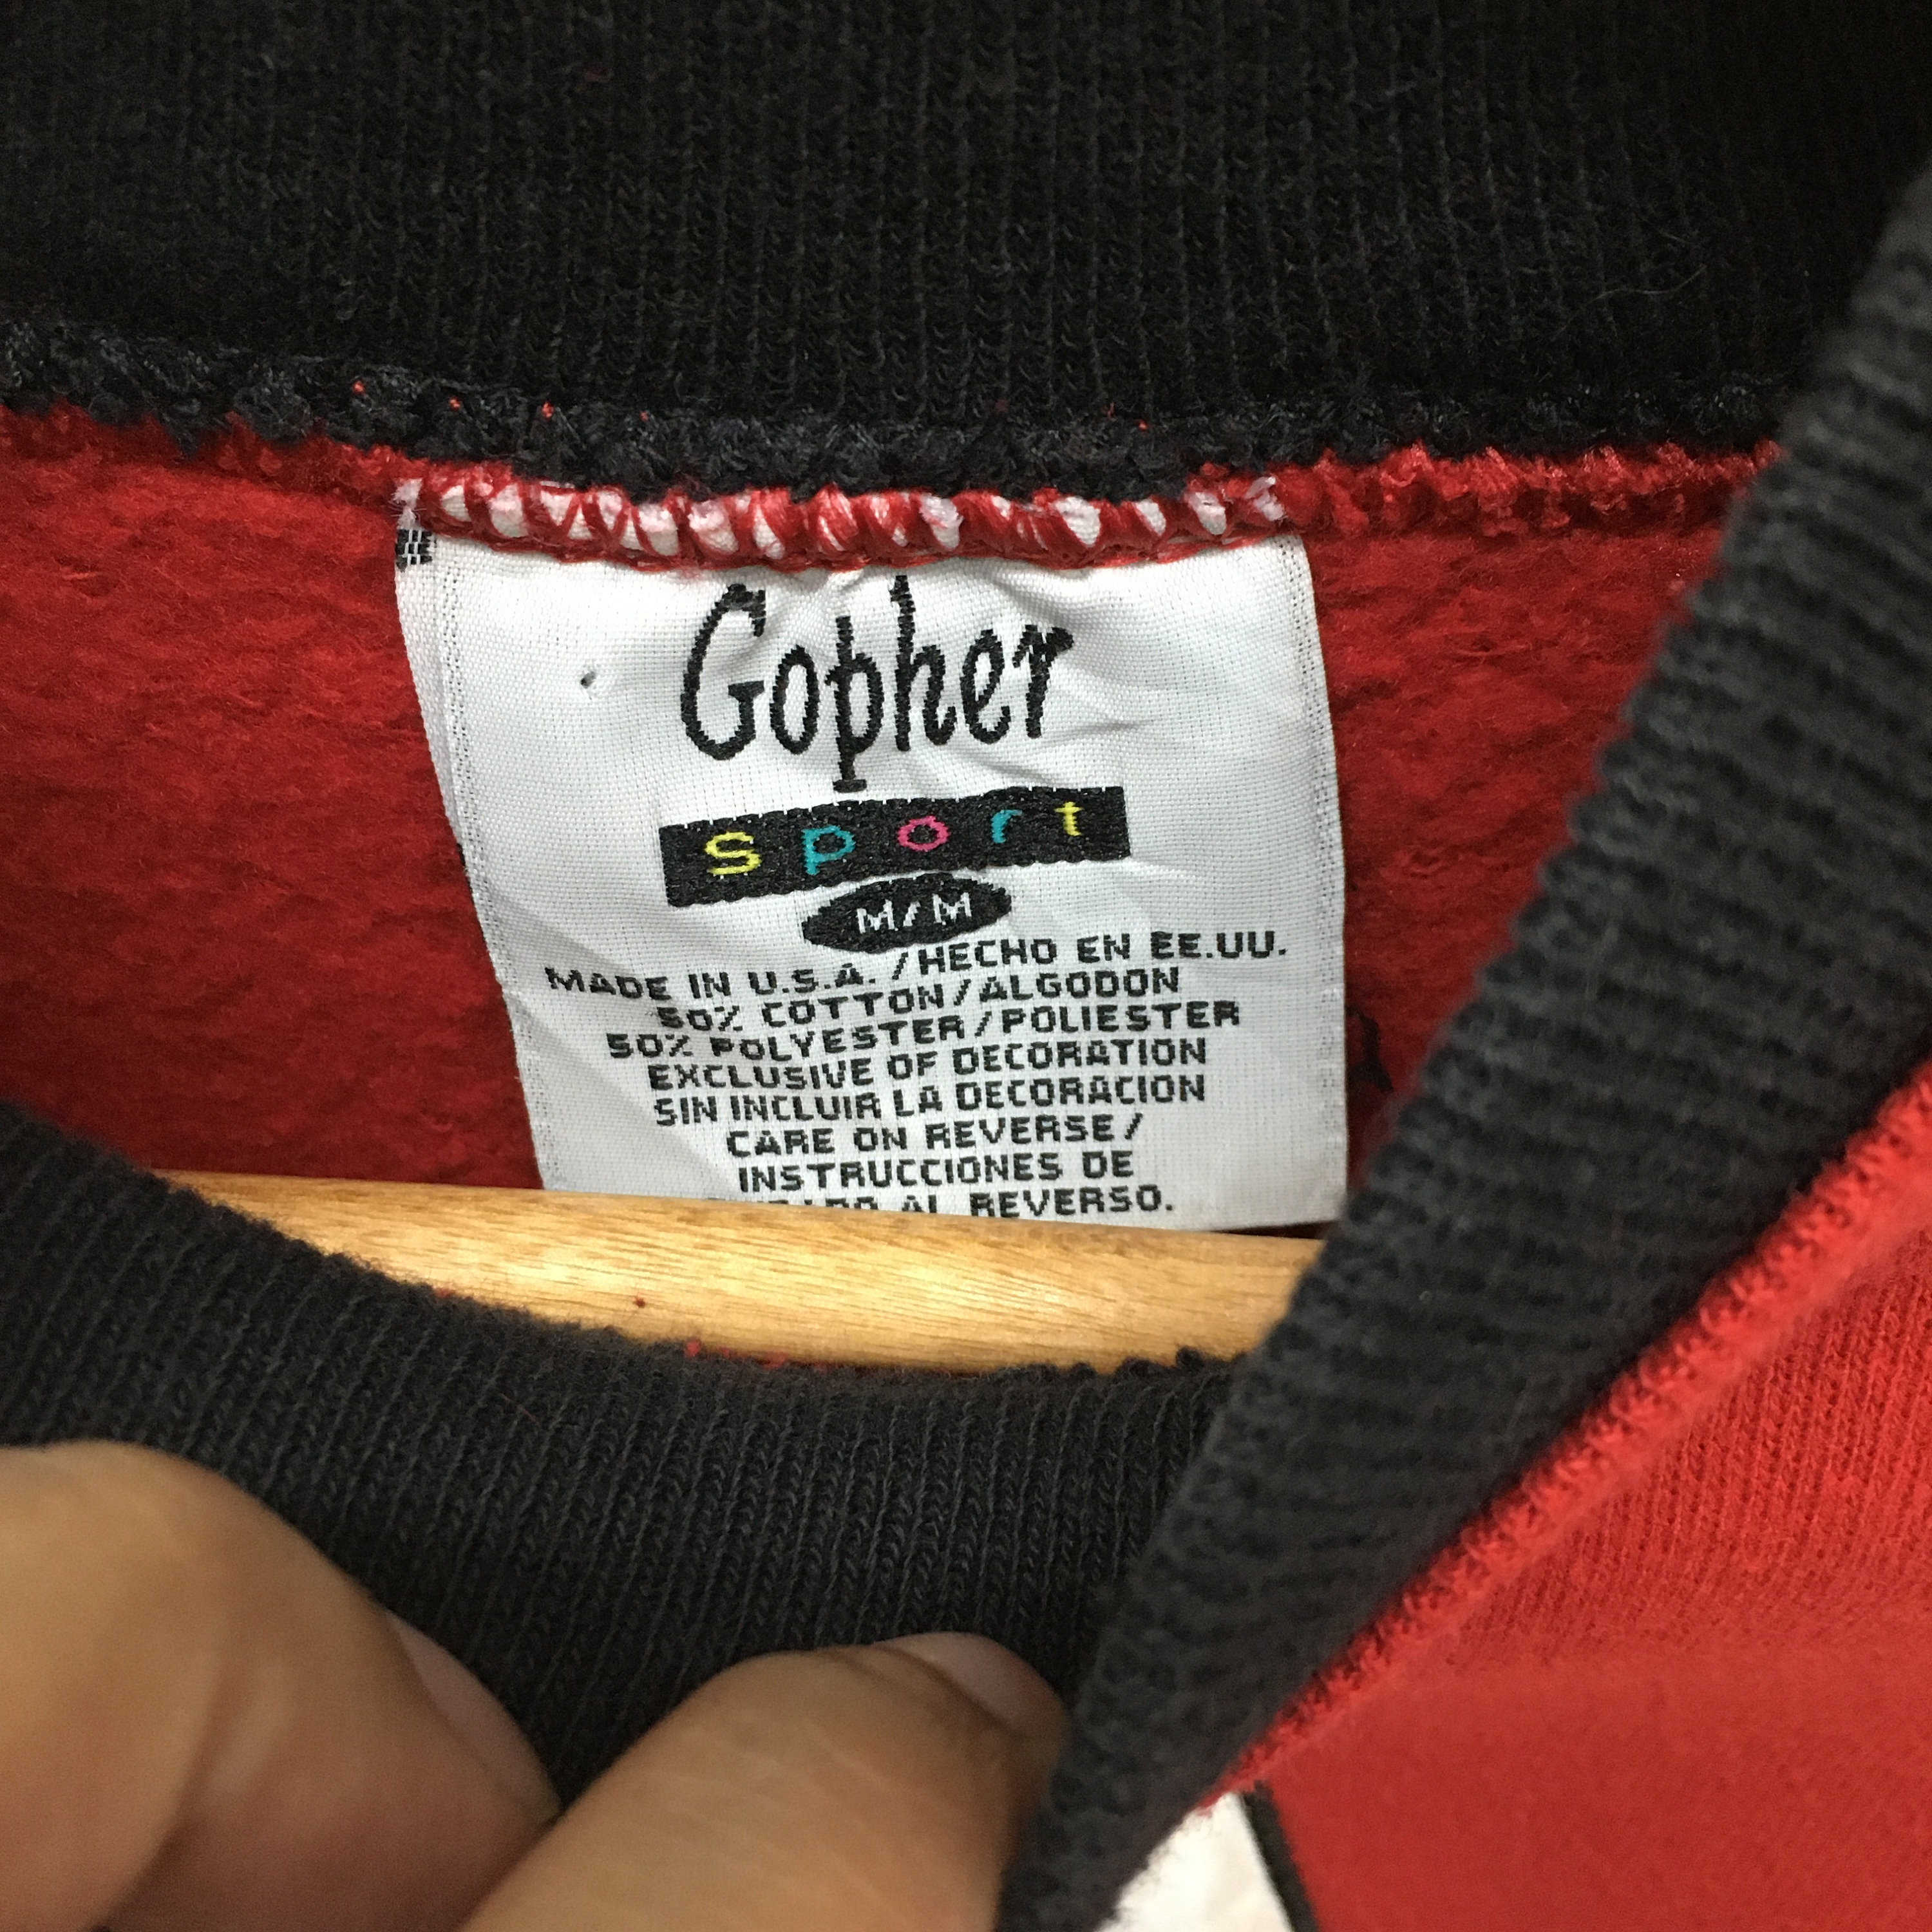 Gopher
sport
M/M
MADE IN U.S.A./HECHO EN EE.UU.
50% COTTON/ALGODON
50% POLYESTER/POLIESTER
EXCLUSIVE OF DECORATION
SIN INCLUIR LA DECORACION
CARE ON REVERSE/
INSTRUCCIONES DE
AL REVERSO.